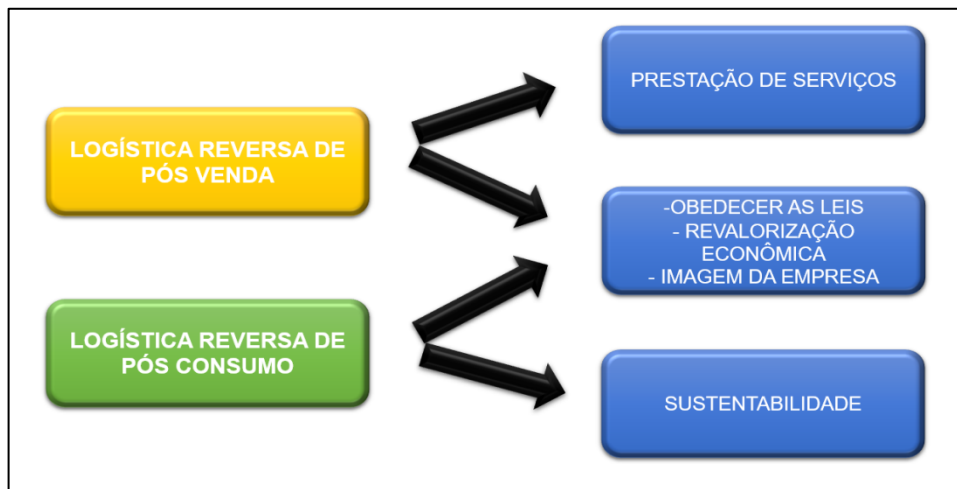 LOGÍSTICA REVERSA DE
PÓS VENDA
LOGÍSTICA REVERSA DE
PÓS CONSUMO
PRESTAÇÃO DE SERVIÇOS
-OBEDECER AS LEIS
- REVALORIZAÇÃO
ECONÔMICA
- IMAGEM DA EMPRESA
SUSTENTABILIDADE